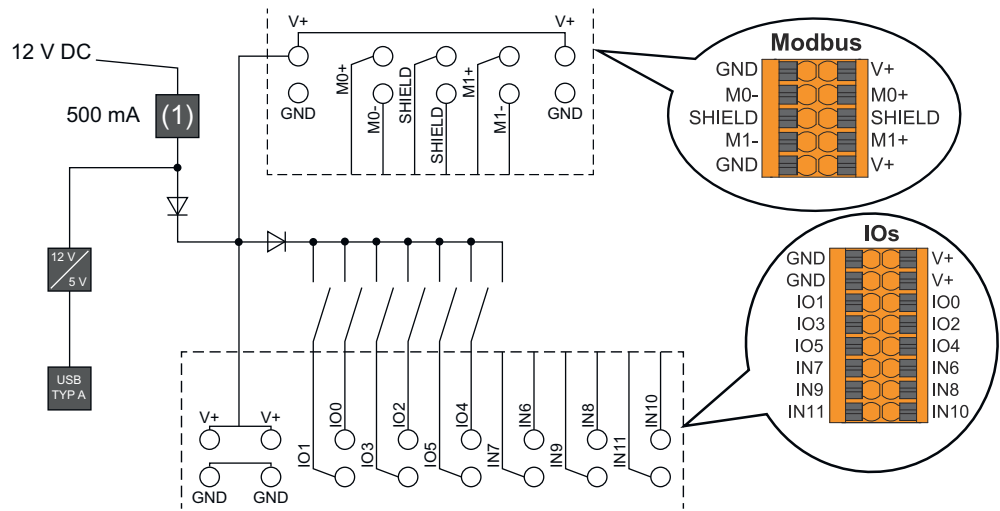 12 V DC
500 mA
(1)
12 V
5 V
USB
TYP A
V+
V+
GND
GND
M0+
M0-
SHIELD
SHIELD
M1+
M1-
Modbus
GND
V+
M0-
M0+
SHIELD
SHIELD
M1-
M1+
GND
V+
IOs
GND
V+
GND
V+
IO1
IO0
IO3
IO2
IO5
IO4
IN7
IN6
IN9
IN8
IN11
IN10
V+
V+
GND
GND
IO1
IO0
IO3
IO2
IO5
IO4
IN7
IN6
IN9
IN8
IN11
IN10